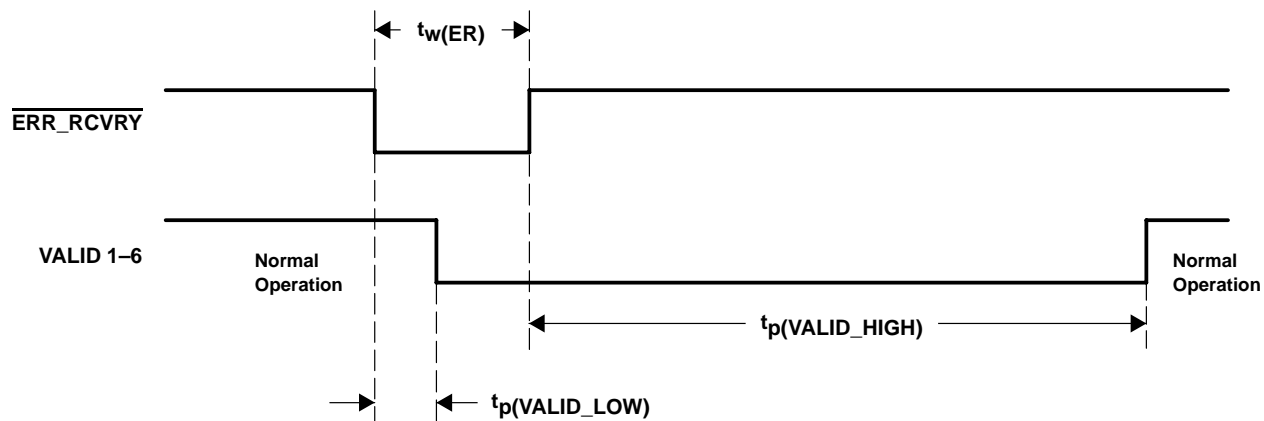 tw(ER)
ERR_RCVRY
VALID 1–6
Normal
Operation
Normal
Operation
tp(VALID_HIGH)
tp(VALID_LOW)